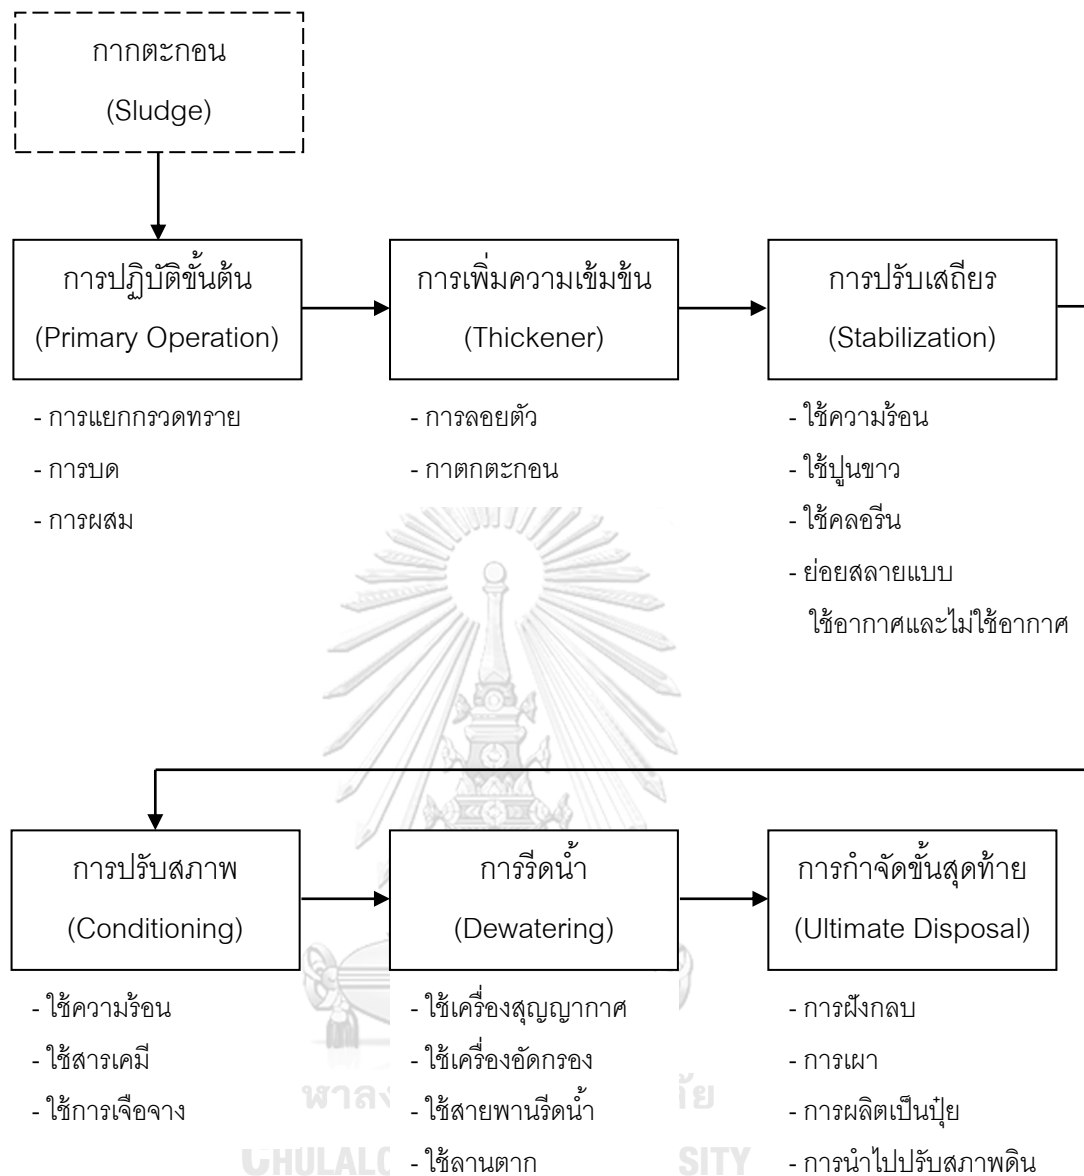 กากตะกอน
(Sludge)
การปฏิบัติขั้นต้น
(Primary Operation)
- การแยกกรวดทราย
- การบด
- การผสม
การเพิ่มความเข้มข้น
(Thickener)
- การลอยตัว
- กาตกตะกอน
การปรับเสถียร
(Stabilization)
- ใช้ความร้อน
- ใช้ปูนขาว
- ใช้คลอรีน
- ย่อยสลายแบบ
ใช้อากาศและไม่ใช้อากาศ
การปรับสภาพ
(Conditioning)
- ใช้ความร้อน
- ใช้สารเคมี
- ใช้การเจือจาง
การรีดน้ำ
(Dewatering)
- ใช้เครื่องสุญญากาศ
- ใช้เครื่องอัดกรอง
- ใช้สายพานรีดน้ำ
- ใช้ลานตาก
การกำจัดขั้นสุดท้าย
(Ultimate Disposal)
- การฝังกลบ
- การเผา
- การผลิตเป็นปุ๋ย
- การนำไปปรับสภาพดิน